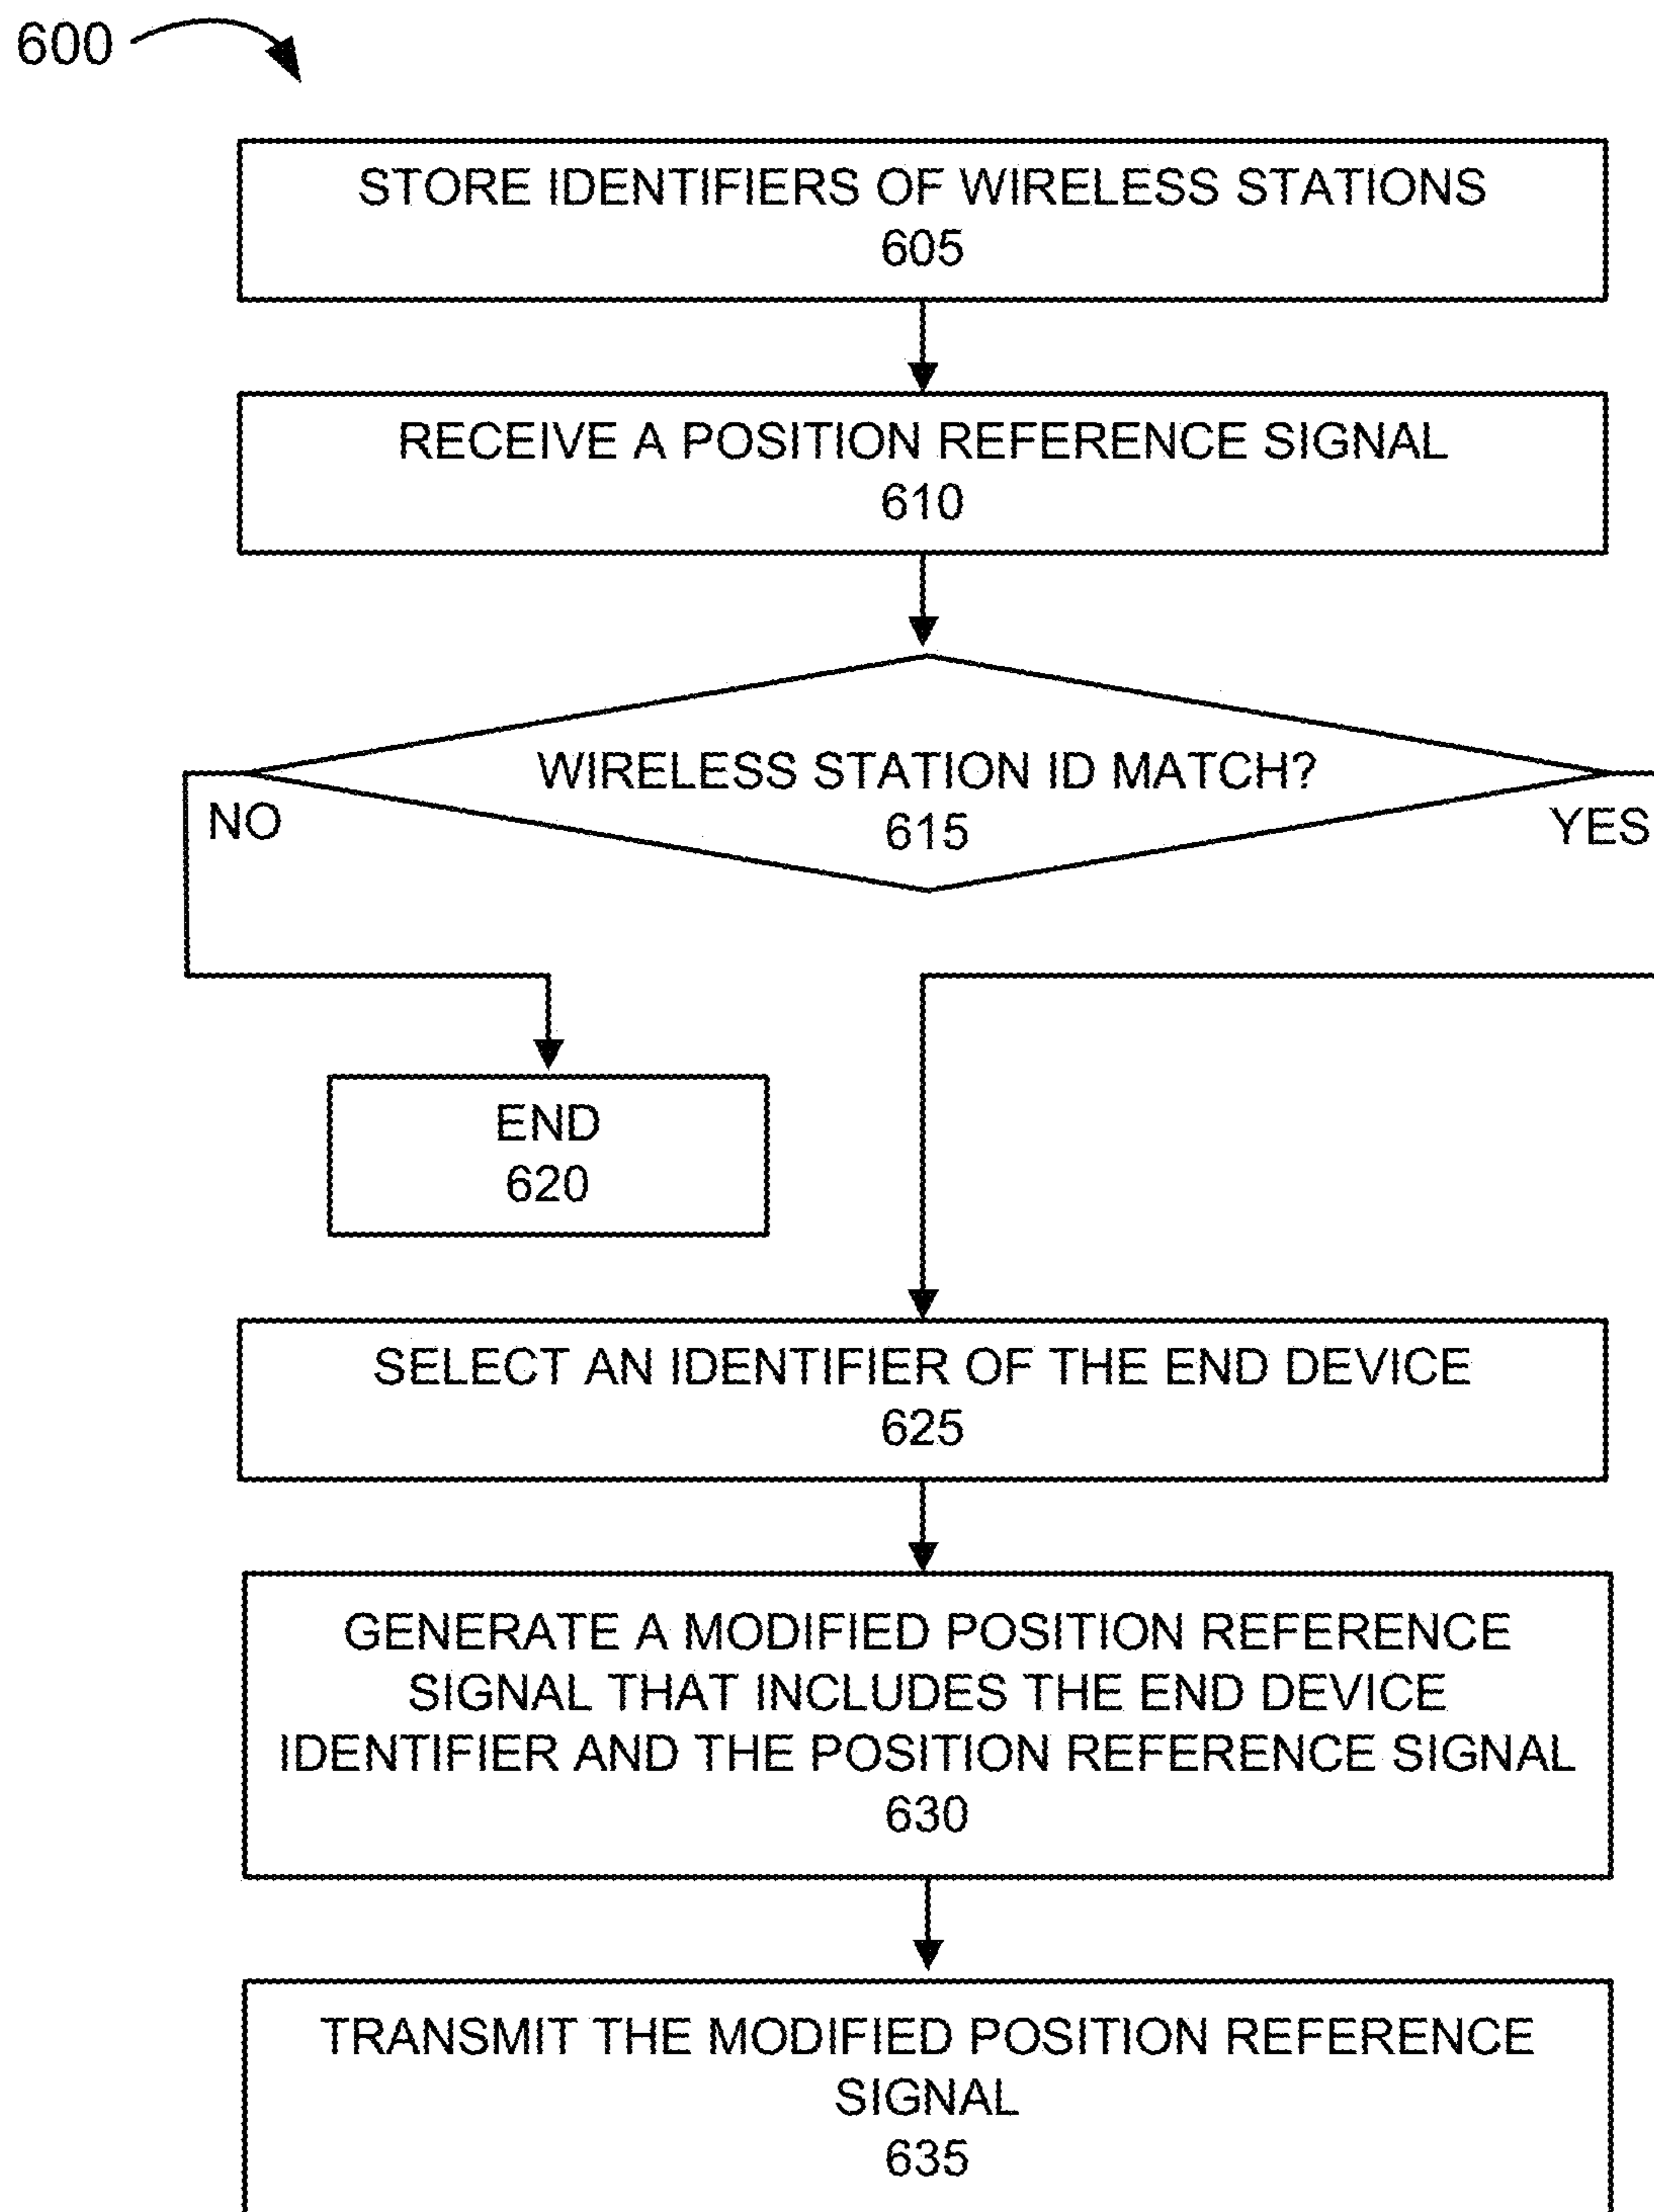 600
STORE IDENTIFIERS OF WIRELESS STATIONS
605
RECEIVE A POSITION REFERENCE SIGNAL
610
WIRELESS STATION ID MATCH?
615
NO
YES
END
620
SELECT AN IDENTIFIER OF THE END DEVICE
625
GENERATE A MODIFIED POSITION REFERENCE
SIGNAL THAT INCLUDES THE END DEVICE
IDENTIFIER AND THE POSITION REFERENCE SIGNAL
630
TRANSMIT THE MODIFIED POSITION REFERENCE
SIGNAL
635